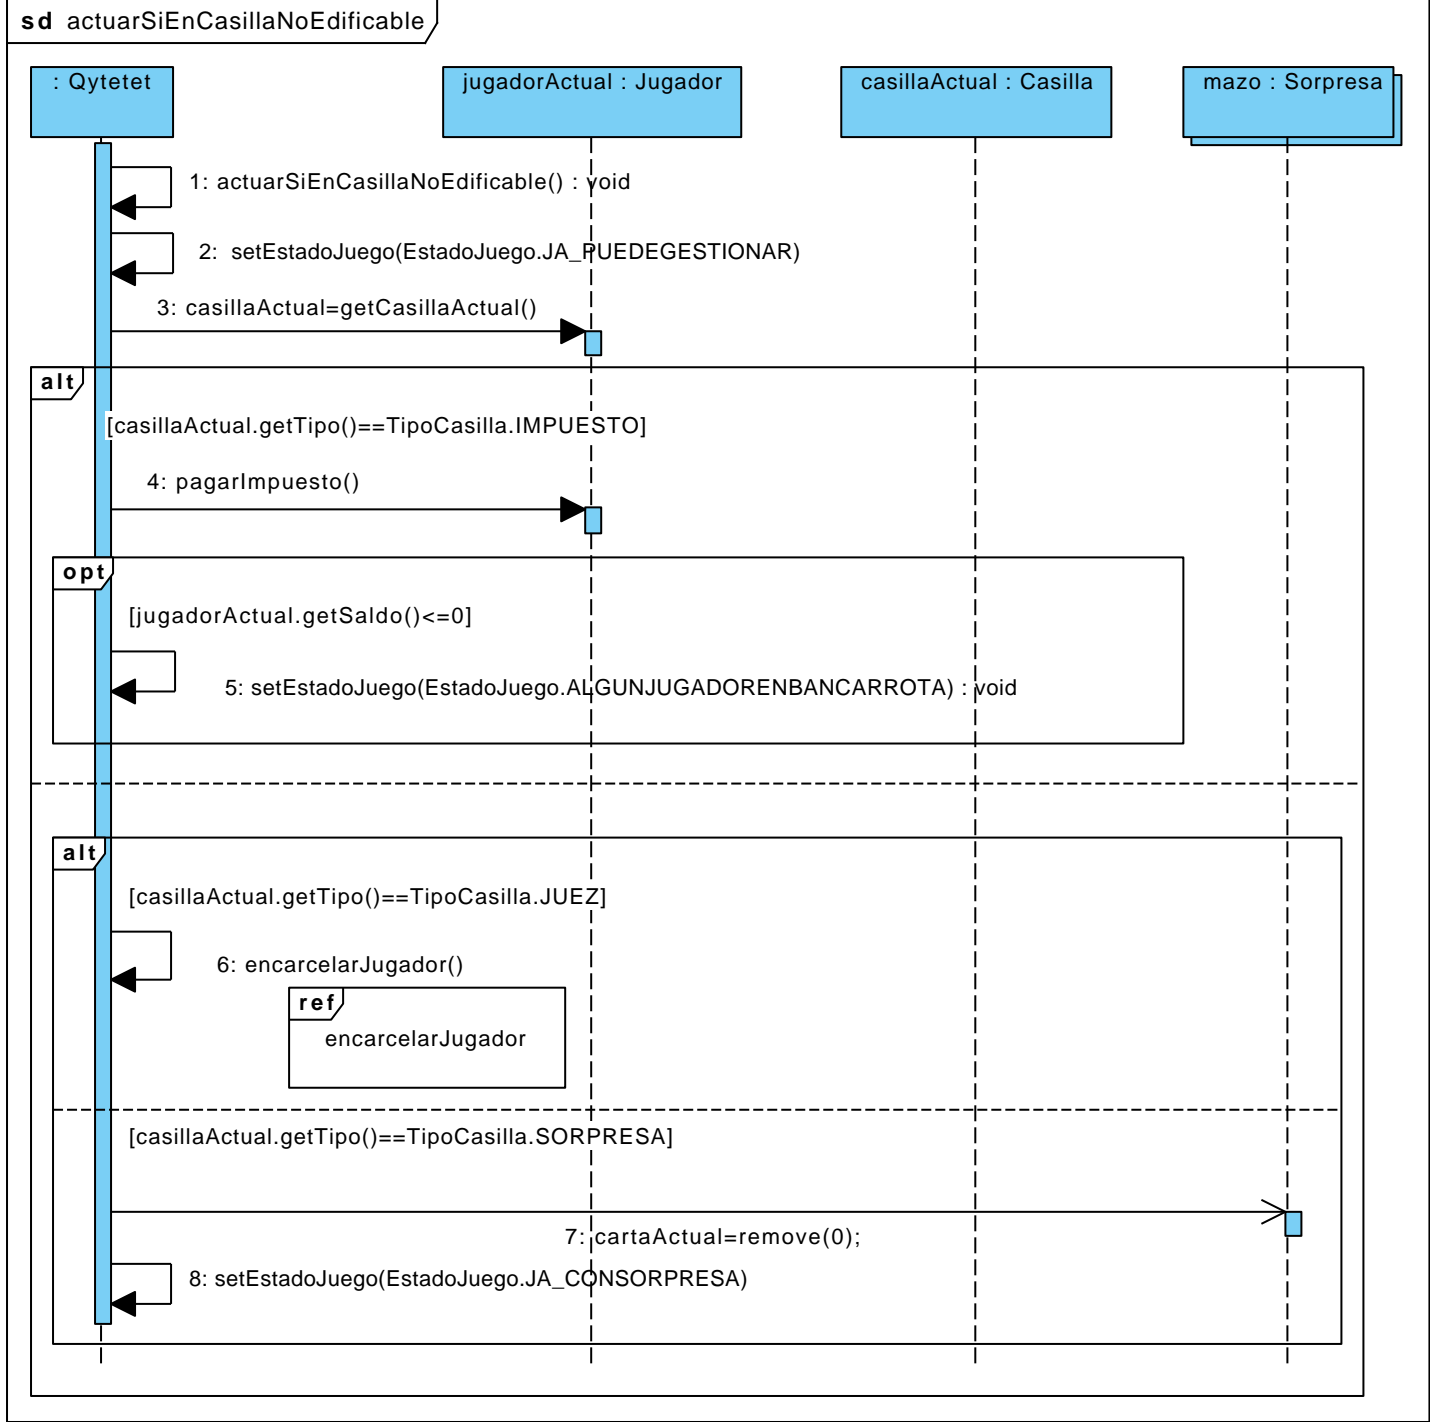 sd actuarSiEnCasillaNoEdificable
: Qytetet
jugadorActual : Jugador
casillaActual : Casilla
mazo : Sorpresa
1: actuarSiEnCasillaNoEdificable() : void
2: setEstadoJuego(EstadoJuego.JA_PUEDEGESTIONAR)
3: casillaActual=getCasillaActual()
alt
[casillaActual.getTipo()==TipoCasilla.IMPUESTO]
4: pagarImpuesto()
opt
[jugadorActual.getSaldo()<=0]
5: setEstadoJuego(EstadoJuego.ALGUNJUGADORENBANCARROTA) : void
alt
[casillaActual.getTipo()==TipoCasilla.JUEZ]
6: encarcelarJugador()
ref
encarcelarJugador
[casillaActual.getTipo()==TipoCasilla.SORPRESA]
7: cartaActual=remove(0);
8: setEstadoJuego(EstadoJuego.JA_CONSORPRESA)